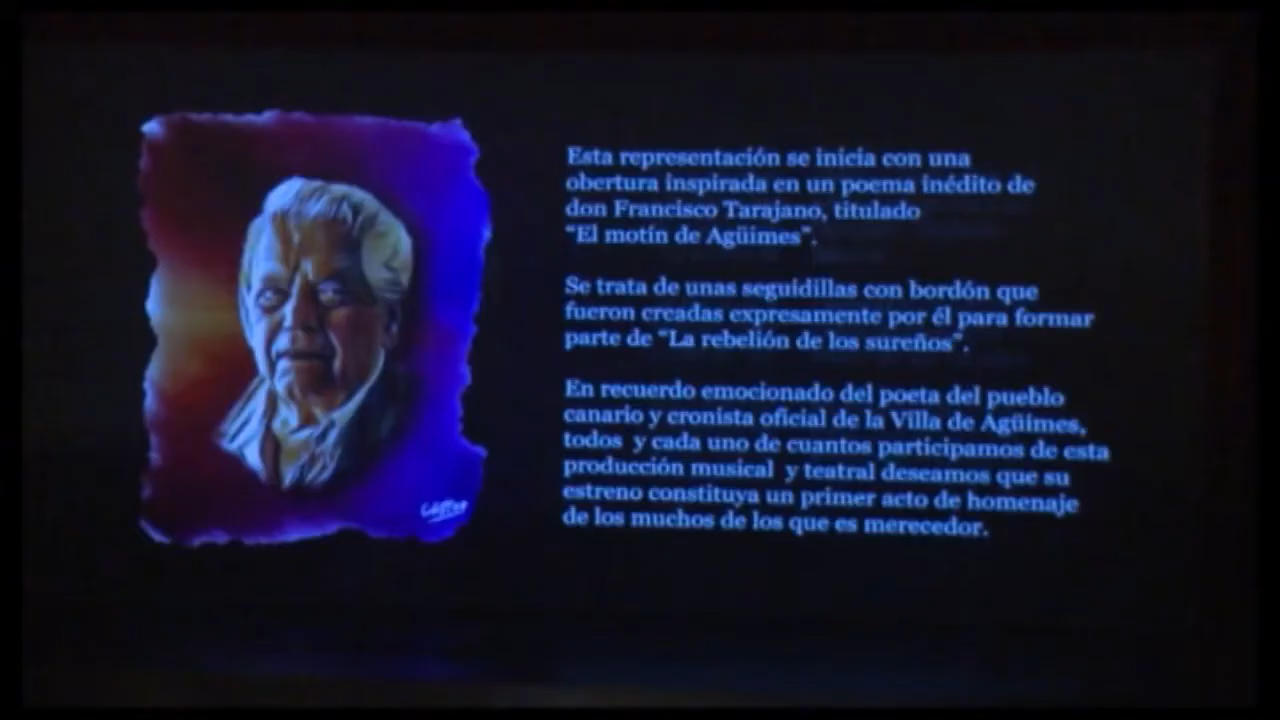 Esta representación se inicia con una
obertura inspirada en un poema inédito de
don Francisco Tarajano, titulado
“El motín de Agüimes”.
Se trata de unas seguidillas con bordón que
fueron creadas expresamente por él para formar
parte de “La rebelión de los sureños”.
En recuerdo emocionado del poeta del pueblo
canario y cronista oficial de la Villa de Agüimes,
todos y cada uno de cuantos participamos de esta
producción musical y teatral deseamos que su
estreno constituya un primer acto de homenaje
de los muchos de los que es merecedor.